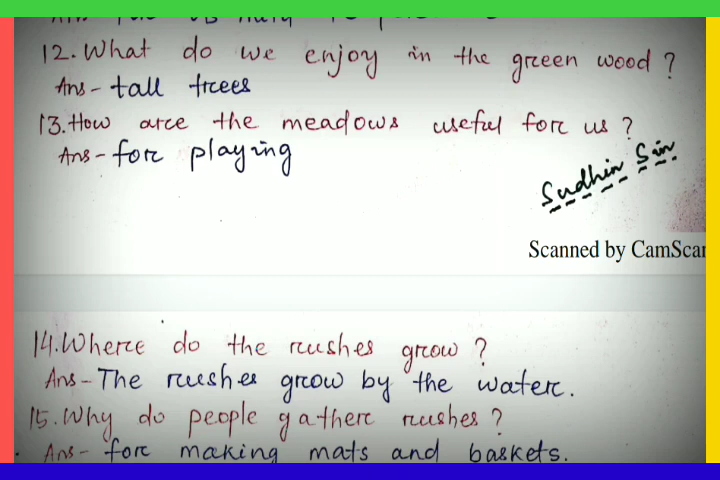 12. What do we enjoy in the green wood ?
Ans - tall trees
13. How are the meadows useful for us ?
Ans - for playing
Sudhin Sir
Scanned by CamScan
14. Where do the rushes grow ?
Ans - The rushes grow by the water.
15. Why do people gather rushes ?
Ans - for making mats and baskets.